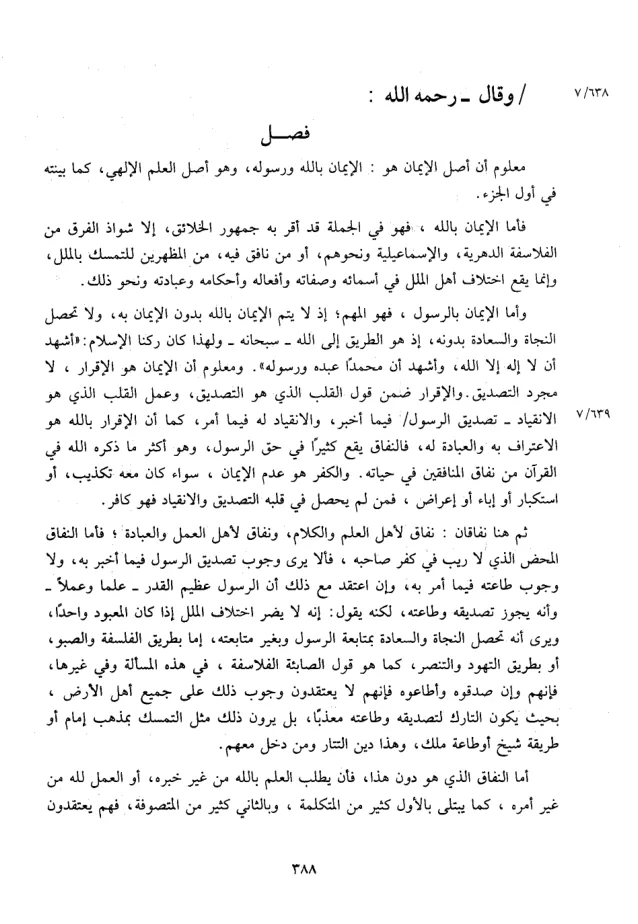 / وقال ـ رحمه الله :
٧/٦٣٨
فصــل
معلوم أن أصل الإيمان هو : الإيمان بالله ورسوله، وهو أصل العلم الإلهي، كما بينته
في أول الجزء.
فأما الإيمان بالله ، فهو في الجملة قد أقر به جمهور الخلائق، إلا شواذ الفرق من
الفلاسفة الدهرية، والإسماعيلية ونحوهم، أو من نافق فيه، من المظهرين للتمسك بالملل،
وإنما يقع اختلاف أهل الملل في أسمائه وصفاته وأفعاله وأحكامه وعبادته ونحو ذلك.
وأما الإيمان بالرسول ، فهو المهم؛ إذ لا يتم الإيمان بالله بدون الإيمان به، ولا تحصل
النجاة والسعادة بدونه، إذ هو الطريق إلى الله ـ سبحانه ـ ولهذا كان ركنا الإسلام: «أشهد
أن لا إله إلا الله، وأشهد أن محمدًا عبده ورسوله». ومعلوم أن الإيمان هو الإقرار ، لا
مجرد التصديق. والإقرار ضمن قول القلب الذي هو التصديق، وعمل القلب الذي هو
الانقياد ـ تصديق الرسول/ فيما أخبر، والانقياد له فيما أمر، كما أن الإقرار بالله هو
٧/٦٣٩
الاعتراف به والعبادة له، فالنفاق يقع كثيرًا في حق الرسول، وهو أكثر ما ذكره الله في
القرآن من نفاق المنافقين في حياته. والكفر هو عدم الإيمان ، سواء كان معه تكذيب، أو
استكبار أو إباء أو إعراض ، فمن لم يحصل في قلبه التصديق والانقياد فهو كافر.
ثم هنا نفاقان : نفاق لأهل العلم والكلام، ونفاق لأهل العمل والعبادة ؛ فأما النفاق
المحض الذي لا ريب في كفر صاحبه ، فألا يرى وجوب تصديق الرسول فيما أخبر به، ولا
وجوب طاعته فيما أمر به، وإن اعتقد مع ذلك أن الرسول عظيم القدر ـ علما وعملاً ـ
وأنه يجوز تصديقه وطاعته، لكنه يقول: إنه لا يضر اختلاف الملل إذا كان المعبود واحدًا،
ويرى أنه تحصل النجاة والسعادة بمتابعة الرسول وبغير متابعته، إما بطريق الفلسفة والصبو،
أو بطريق التهود والتنصر، كما هو قول الصابئة الفلاسفة ، في هذه المسألة وفي غيرها،
فإنهم وإن صدقوه وأطاعوه فإنهم لا يعتقدون وجوب ذلك على جميع أهل الأرض ،
بحيث يكون التارك لتصديقه وطاعته معذبًا، بل يرون ذلك مثل التمسك بمذهب إمام أو
طريقة شيخ أوطاعة ملك، وهذا دين التتار ومن دخل معهم.
أما النفاق الذي هو دون هذا، فأن يطلب العلم بالله من غير خبره، أو العمل لله من
غير أمره ، كما يبتلى بالأول كثير من المتكلمة ، وبالثاني كثير من المتصوفة، فهم يعتقدون
٣٨٨